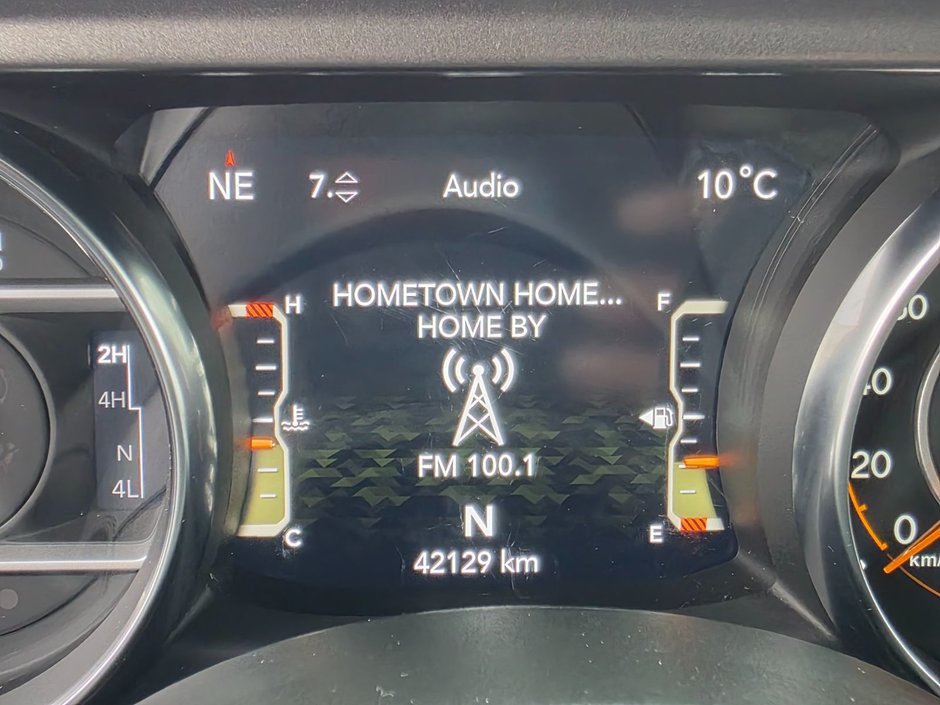 NE 7. Audio 10°C
H HOMETOWN HOME... F
HOME BY
2H
4H
N
4L
FM 100.1
C N E
42129 km
40
20
0